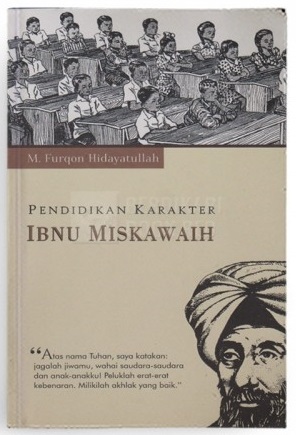 M. Furqon Hidayatullah
PENDIDIKAN KARAKTER
IBNU MISKAWAIH
“Atas nama Tuhan, saya katakan:
jagalah jiwamu, wahai saudara-saudara
dan anak-anakku! Peluklah erat-erat
kebenaran. Milikilah akhlak yang baik.”